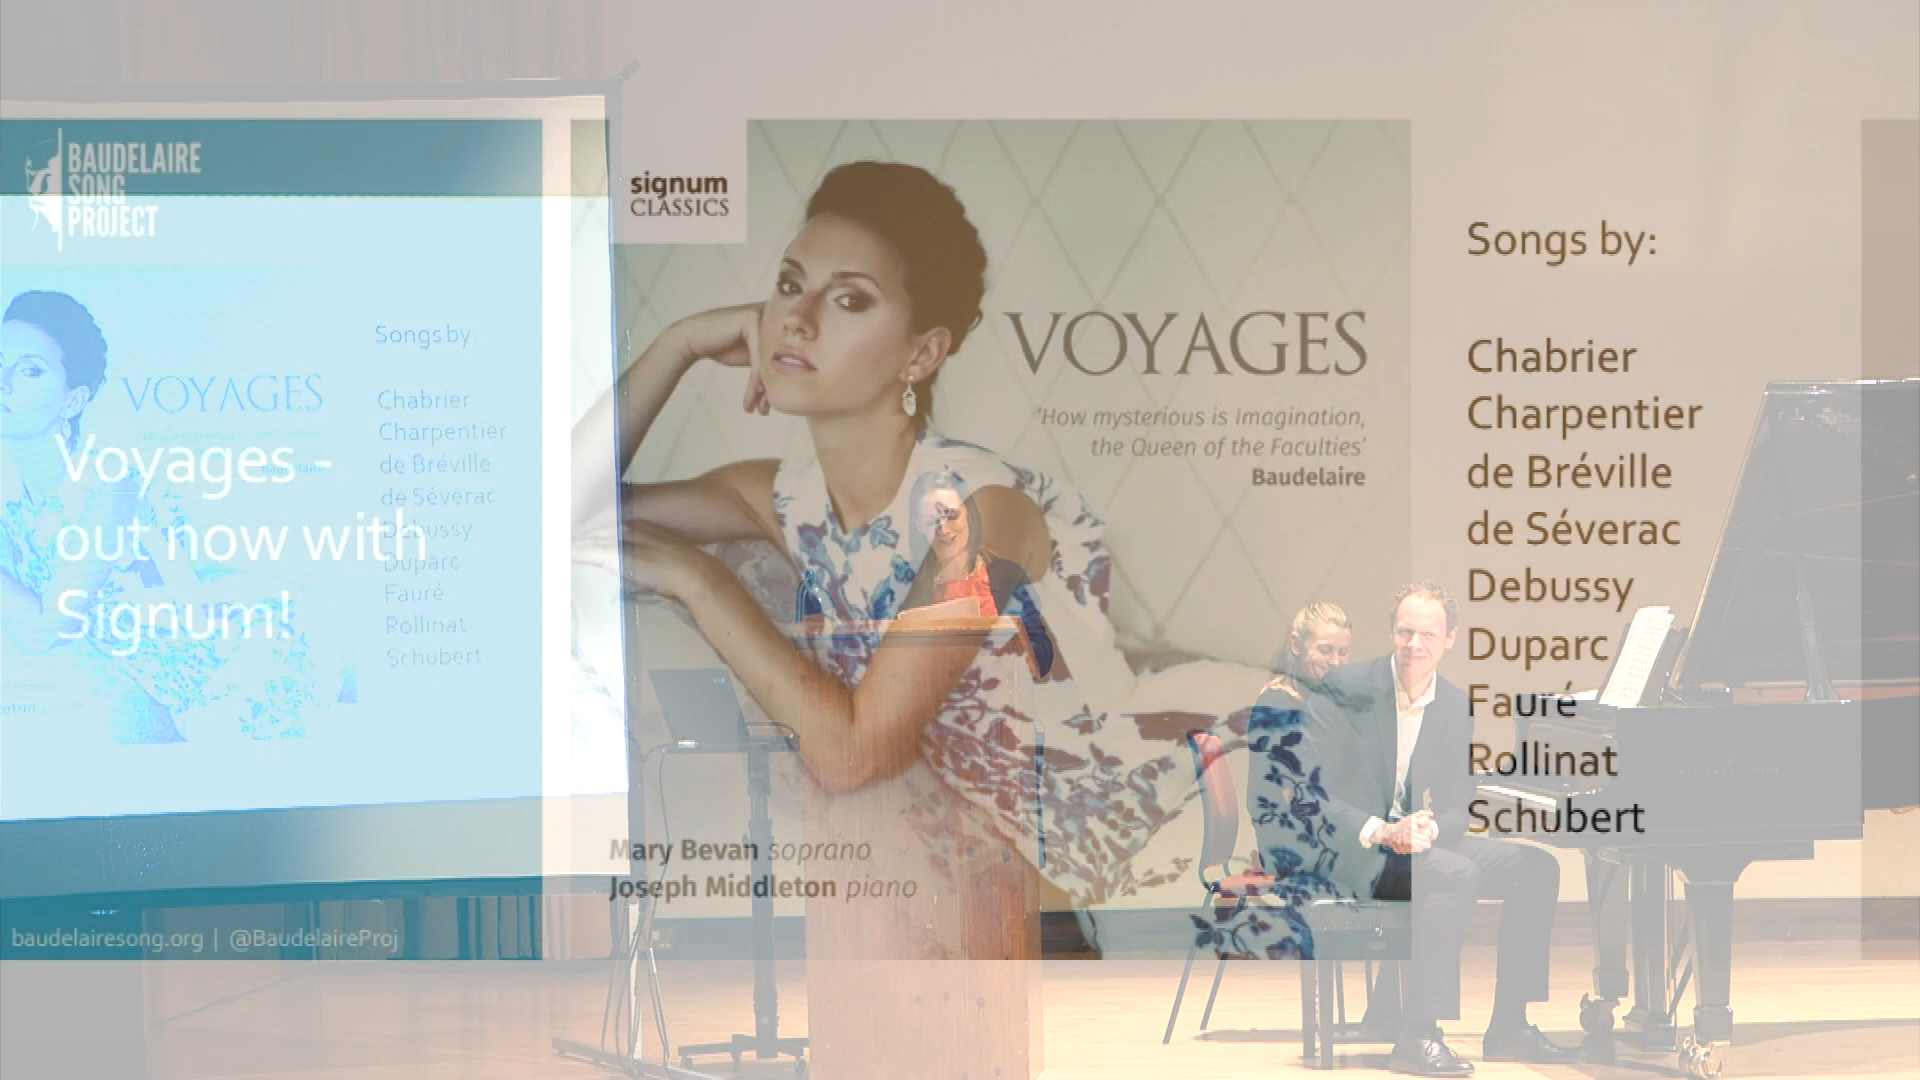 BAUDELAIRE
SONG
PROJECT
Voyages -
out now with
Signum!
baudelairesong.org | @BaudelaireProj
signum
CLASSICS
VOYAGES
'How mysterious is Imagination,
the Queen of the Faculties'
Baudelaire
Mary Bevan soprano
Joseph Middleton piano
Songs by:
Chabrier
Charpentier
de Bréville
de Séverac
Debussy
Duparc
Fauré
Rollinat
Schubert
VOYAGES
Baudelaire
Songs by:
Chabrier
Charpentier
de Bréville
de Séverac
Debussy
Duparc
Fauré
Rollinat
Schubert